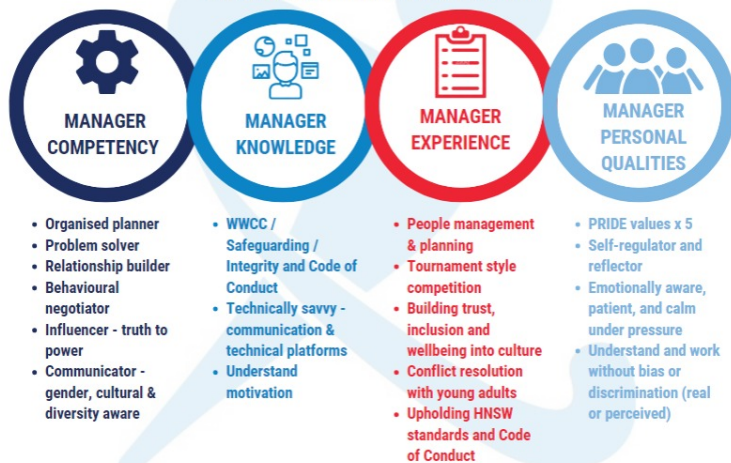 MANAGER
COMPETENCY
• Organised planner
• Problem solver
• Relationship builder
• Behavioural
negotiator
• Influencer - truth to
power
• Communicator -
gender, cultural &
diversity aware
MANAGER
KNOWLEDGE
• WWCC /
Safeguarding /
Integrity and Code of
Conduct
• Technically savvy -
communication &
technical platforms
• Understand
motivation
MANAGER
EXPERIENCE
• People management
& planning
• Tournament style
competition
• Building trust,
inclusion and
wellbeing into culture
• Conflict resolution
with young adults
• Upholding HNSW
standards and Code
of Conduct
MANAGER
PERSONAL
QUALITIES
• PRIDE values x 5
• Self-regulator and
reflector
• Emotionally aware,
patient, and calm
under pressure
• Understand and work
without bias or
discrimination (real
or perceived)